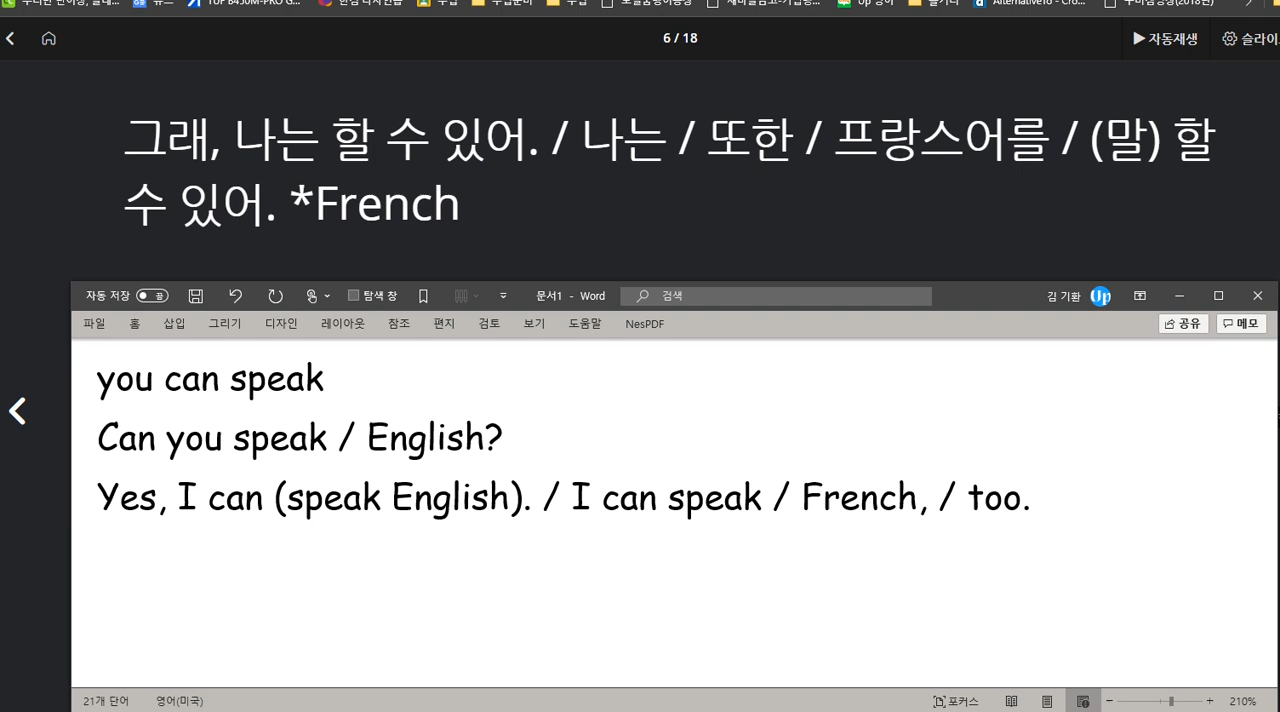 뉴스
6 / 18
자동재생
그래, 나는 할 수 있어. / 나는 / 또한 / 프랑스어를 / (말) 할
수 있어. *French
자동 저장 끔 탐색 창 문서1 - Word 검색 김 기환 Up
파일 홈 삽입 그리기 디자인 레이아웃 참조 편지 검토 보기 도움말 NesPDF 공유 메모
you can speak
Can you speak / English?
Yes, I can (speak English). / I can speak / French, / too.
21개 단어 영어(미국) 포커스 210%